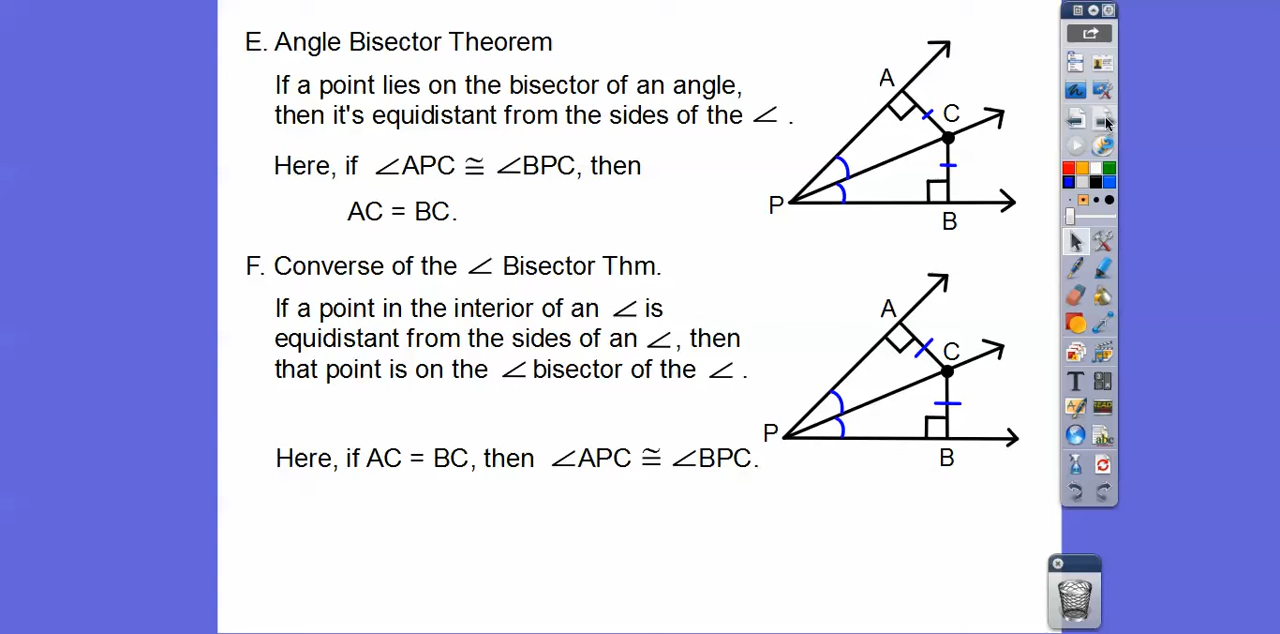 E. Angle Bisector Theorem
If a point lies on the bisector of an angle,
then it's equidistant from the sides of the ∠ .
Here, if ∠APC ≅ ∠BPC, then
AC = BC.
A
C
P
B
F. Converse of the ∠ Bisector Thm.
If a point in the interior of an ∠ is
equidistant from the sides of an ∠, then
that point is on the ∠ bisector of the ∠ .
Here, if AC = BC, then ∠APC ≅ ∠BPC.
A
C
P
B
T
abc